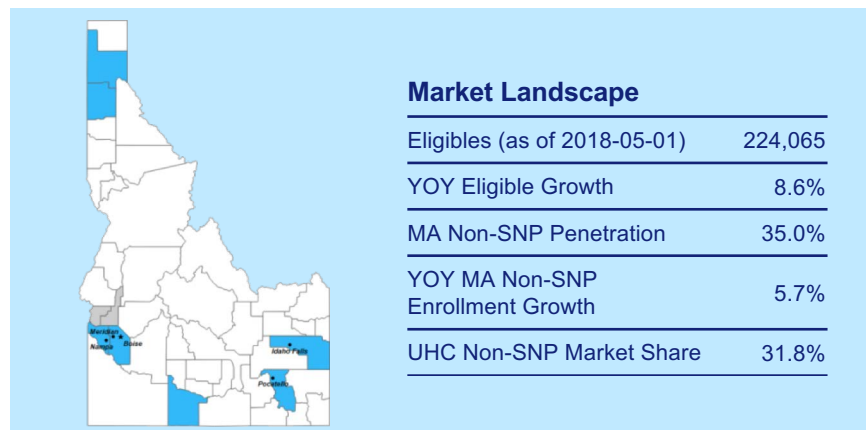 Market Landscape
Eligibles (as of 2018-05-01) 224,065
YOY Eligible Growth 8.6%
MA Non-SNP Penetration 35.0%
YOY MA Non-SNP
Enrollment Growth 5.7%
UHC Non-SNP Market Share 31.8%
Meridian
Nampa
Boise
Idaho Falls
Pocatello